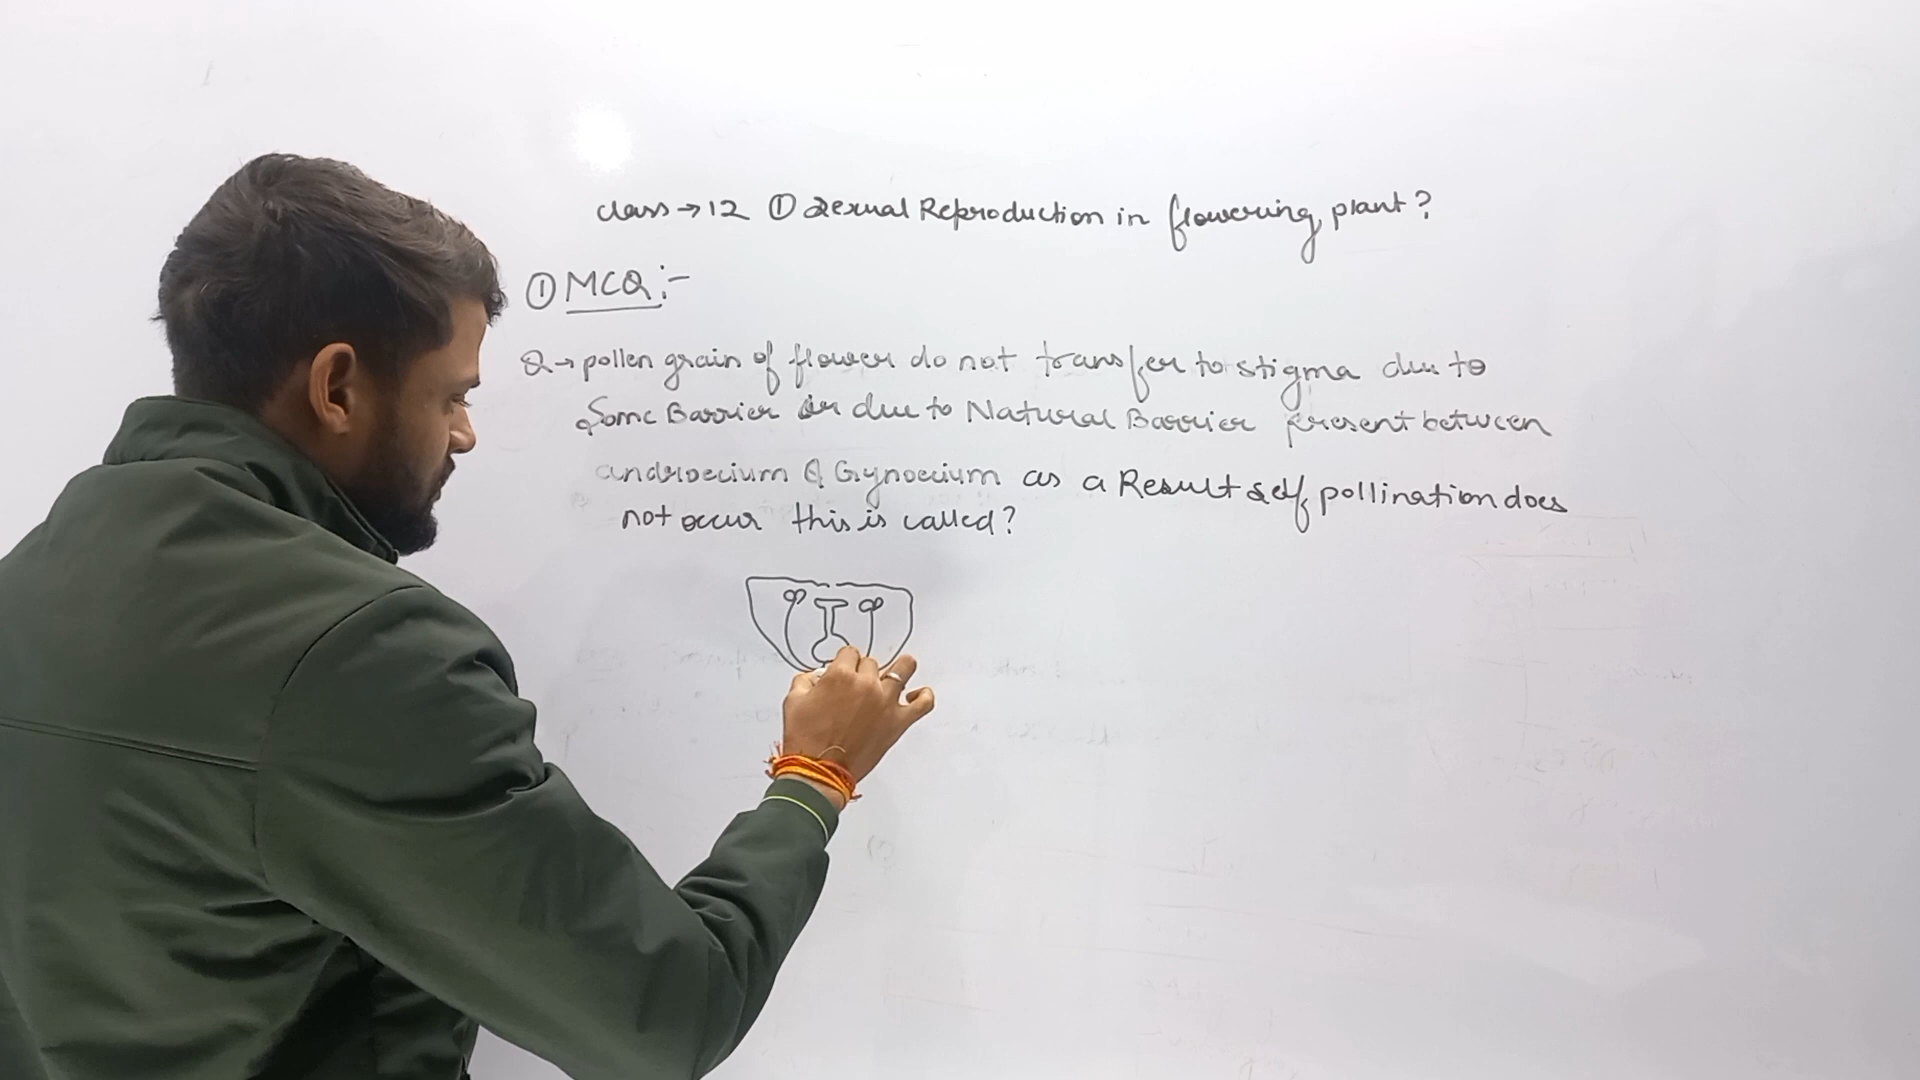 class → 12 ① Sexual Reproduction in flowering plant?
① MCQ :-
Q → pollen grain of flower do not transfer to stigma due to
Some Barrier or due to Natural Barrier present between
androecium & Gynoecium as a Result self pollination does
not occur this is called?